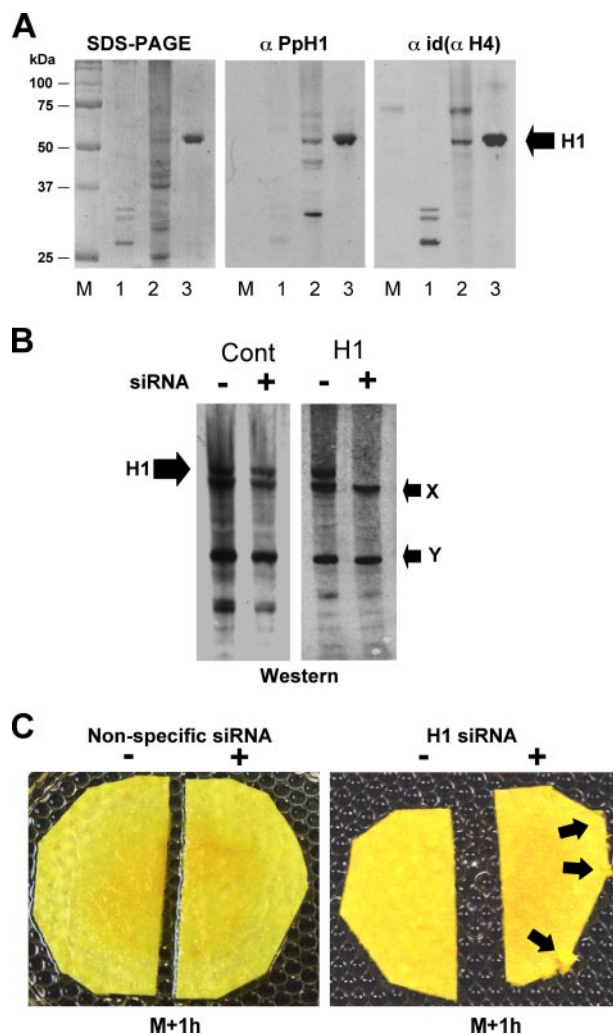 A
SDS-PAGE
α PpH1
α id(α H4)
kDa
100
75
50
37
25
H1
M 1 2 3
M 1 2 3
M 1 2 3
B
Cont H1
siRNA - + - +
H1
X
Y
Western
C
Non-specific siRNA H1 siRNA
- + - +
M+1h M+1h